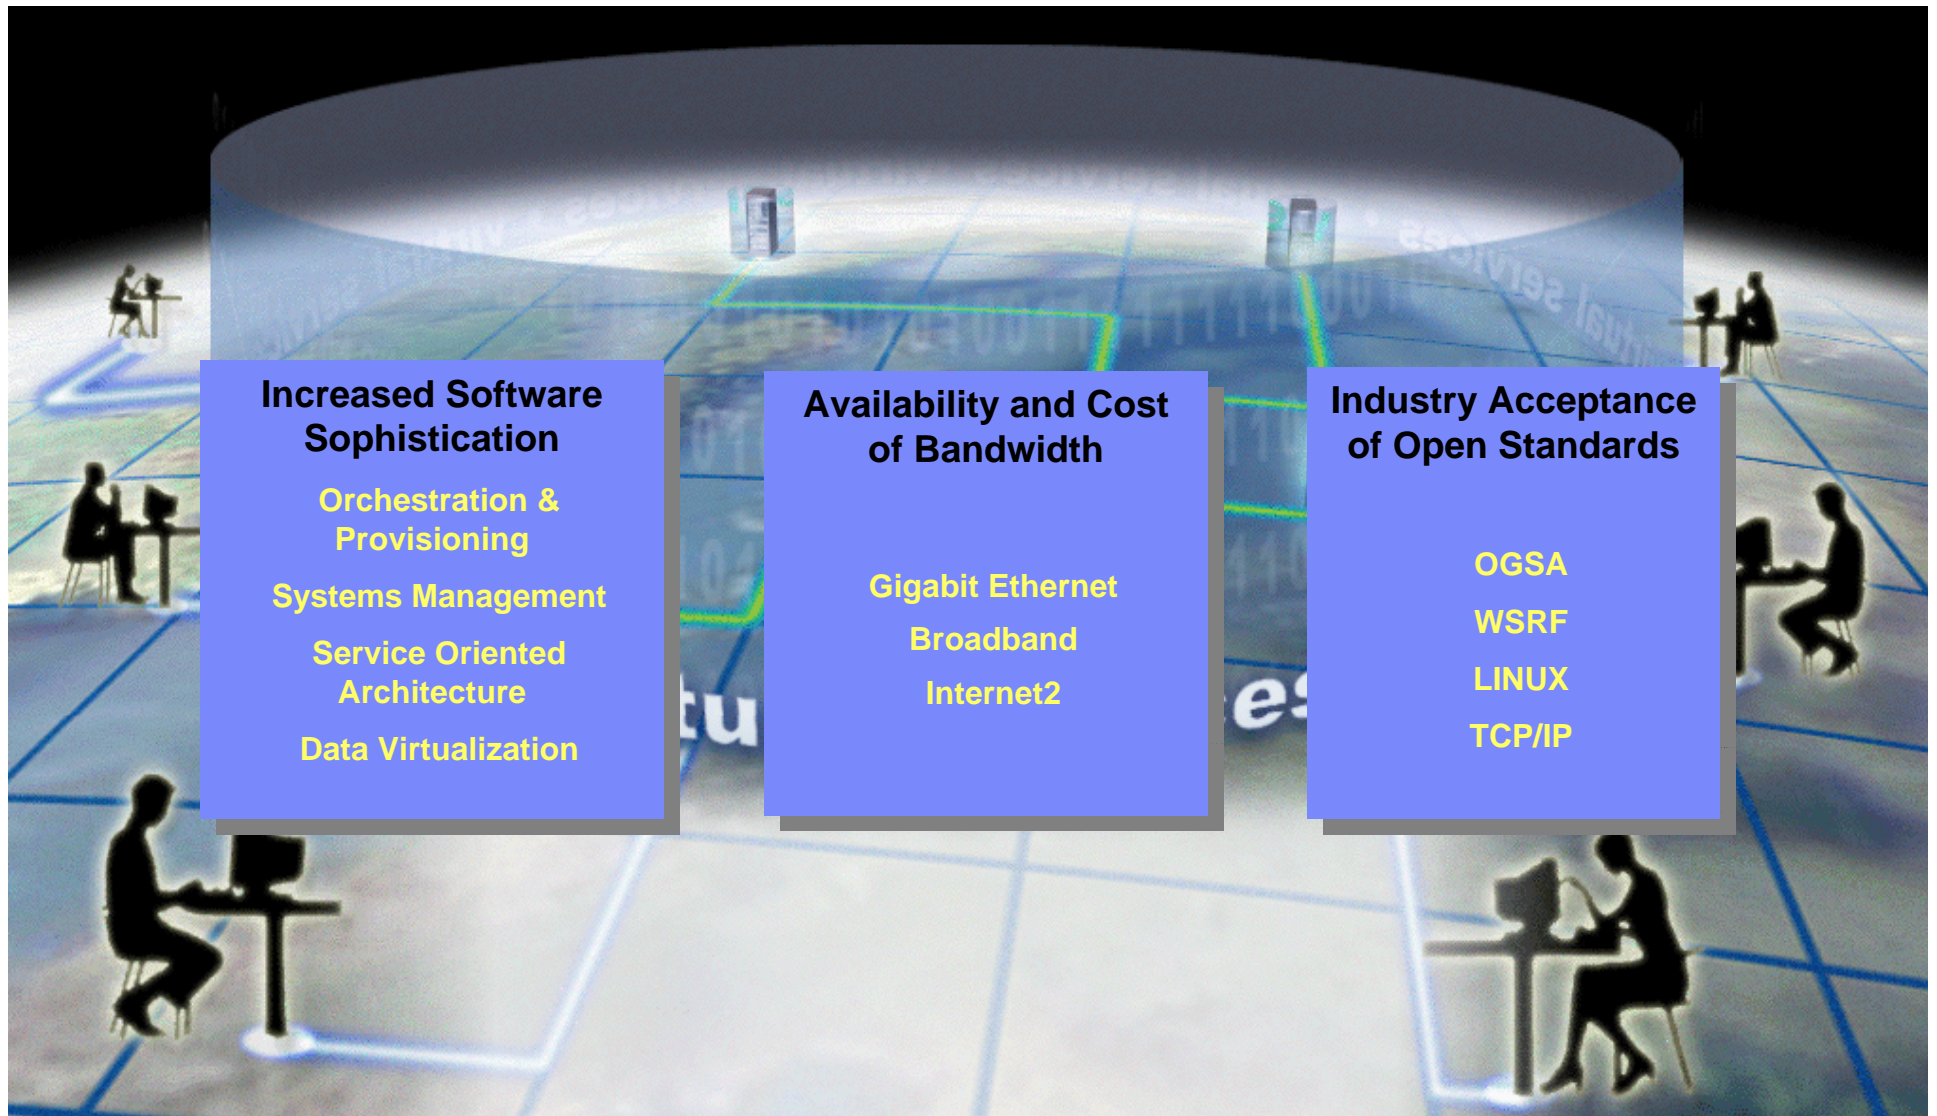 Increased Software
Sophistication
Orchestration &
Provisioning
Systems Management
Service Oriented
Architecture
Data Virtualization
Availability and Cost
of Bandwidth
Gigabit Ethernet
Broadband
Internet2
Industry Acceptance
of Open Standards
OGSA
WSRF
LINUX
TCP/IP